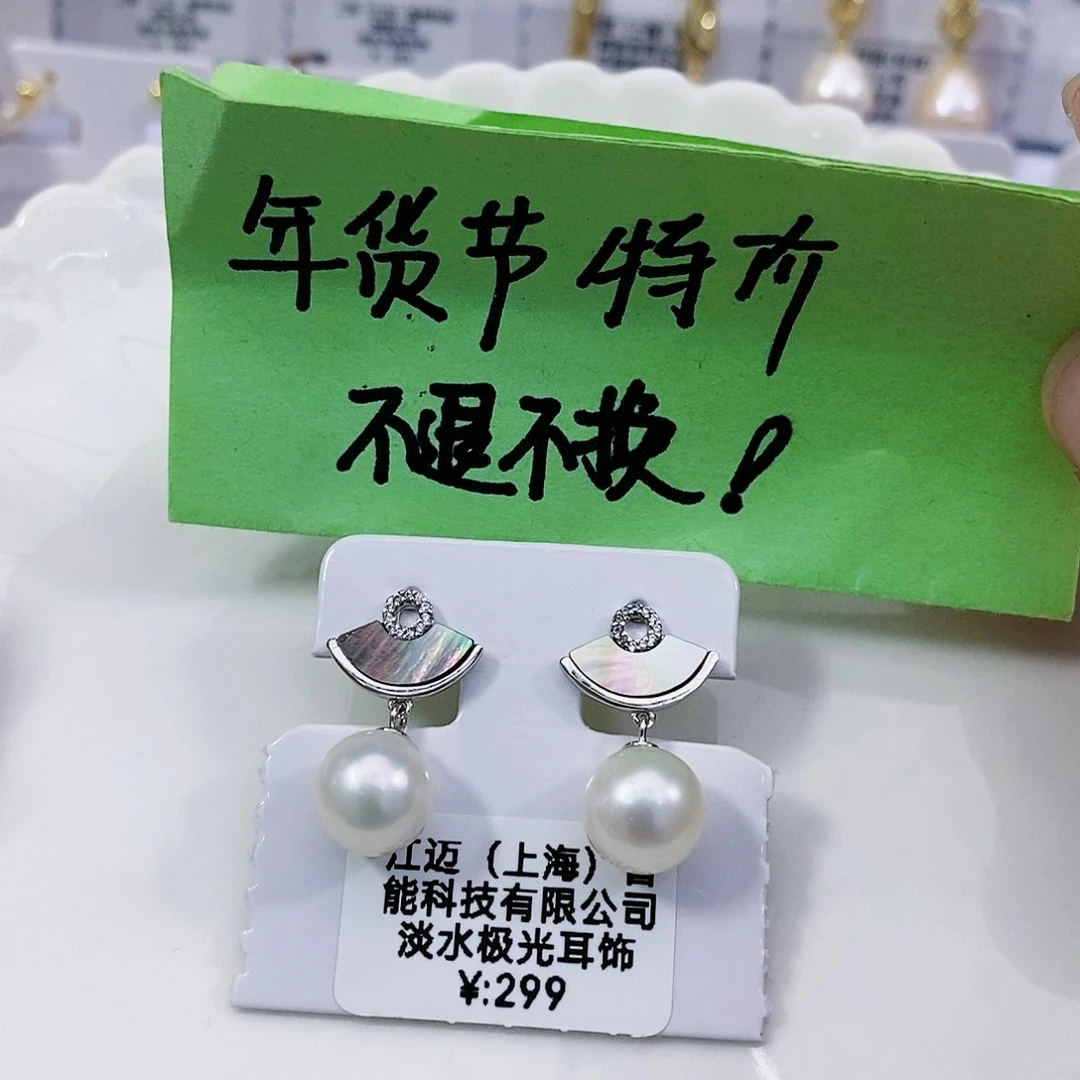 年货节 特价
不退不换！
江迈（上海）
能科技有限公司
淡水极光耳饰
¥:299